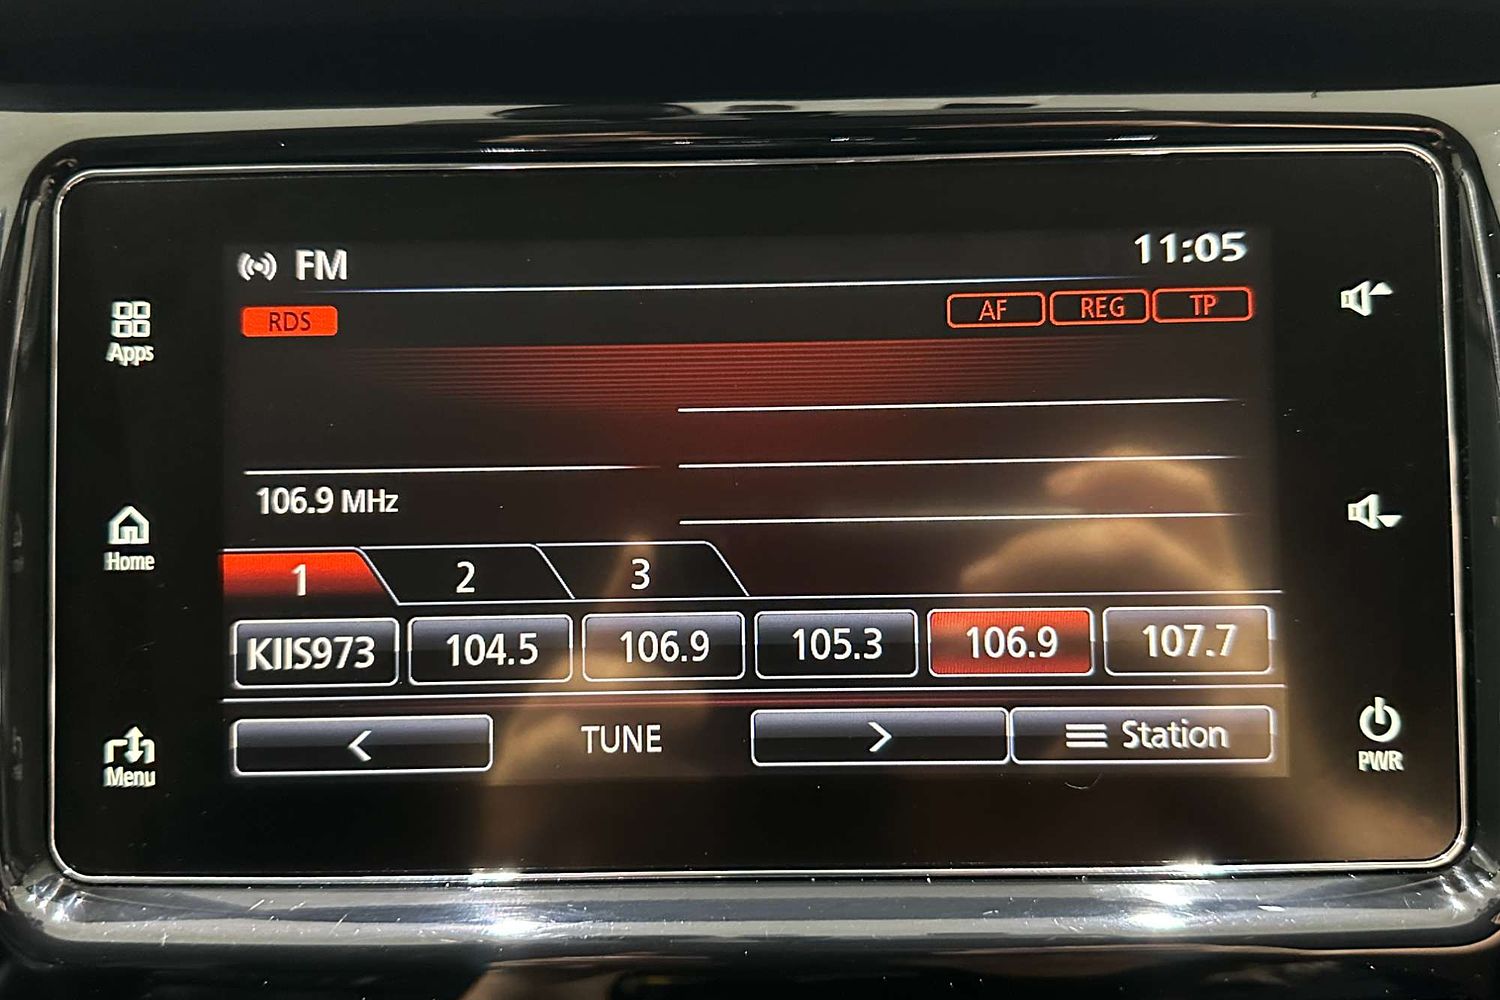 FM 11:05
RDS AF REG TP
Apps
106.9 MHz
Home
1 2 3
KIIS973 104.5 106.9 105.3 106.9 107.7
< TUNE > Station
Menu PWR